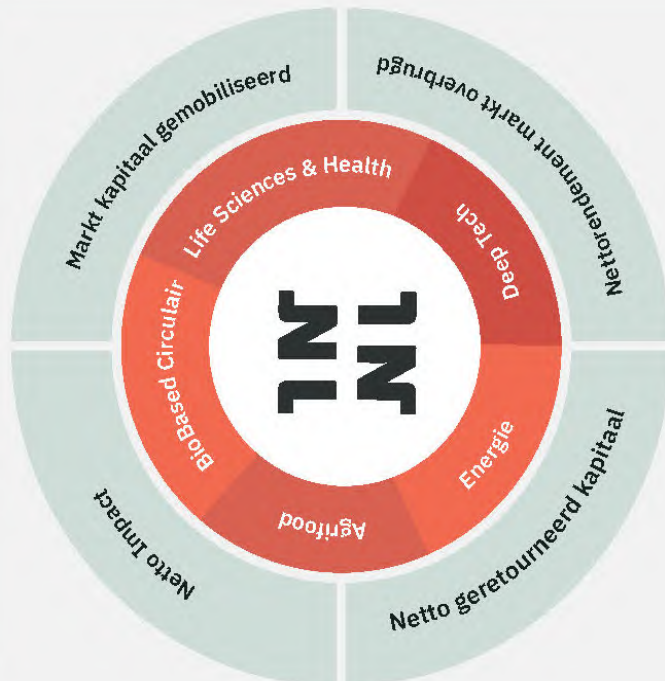 Markt kapitaal gemobiliseerd
Nettorendement markt overbrugd
Life Sciences & Health
Deep Tech
BioBased Circulair
Energie
Agrifood
Netto Impact
Netto geretourneerd kapitaal